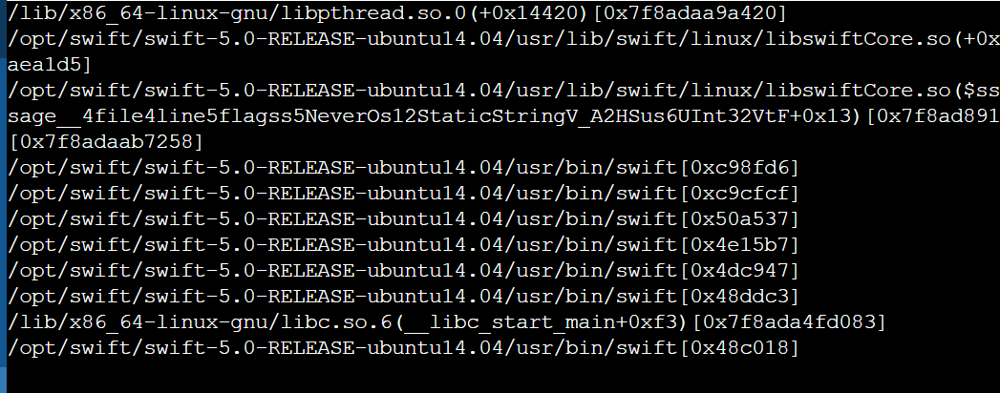 /lib/x86_64-linux-gnu/libpthread.so.0(+0x14420)[0x7f8adaa9a420]
/opt/swift/swift-5.0-RELEASE-ubuntu14.04/usr/lib/swift/linux/libswiftCore.so(+0x
aea1d5]
/opt/swift/swift-5.0-RELEASE-ubuntu14.04/usr/lib/swift/linux/libswiftCore.so($ss
sage__4file4line5flagss5NeverOs12StaticStringV_A2HSus6UInt32VtF+0x13)[0x7f8ad891
[0x7f8adaab7258]
/opt/swift/swift-5.0-RELEASE-ubuntu14.04/usr/bin/swift[0xc98fd6]
/opt/swift/swift-5.0-RELEASE-ubuntu14.04/usr/bin/swift[0xc9cfcf]
/opt/swift/swift-5.0-RELEASE-ubuntu14.04/usr/bin/swift[0x50a537]
/opt/swift/swift-5.0-RELEASE-ubuntu14.04/usr/bin/swift[0x4e15b7]
/opt/swift/swift-5.0-RELEASE-ubuntu14.04/usr/bin/swift[0x4dc947]
/opt/swift/swift-5.0-RELEASE-ubuntu14.04/usr/bin/swift[0x48ddc3]
/lib/x86_64-linux-gnu/libc.so.6(__libc_start_main+0xf3)[0x7f8ada4fd083]
/opt/swift/swift-5.0-RELEASE-ubuntu14.04/usr/bin/swift[0x48c018]